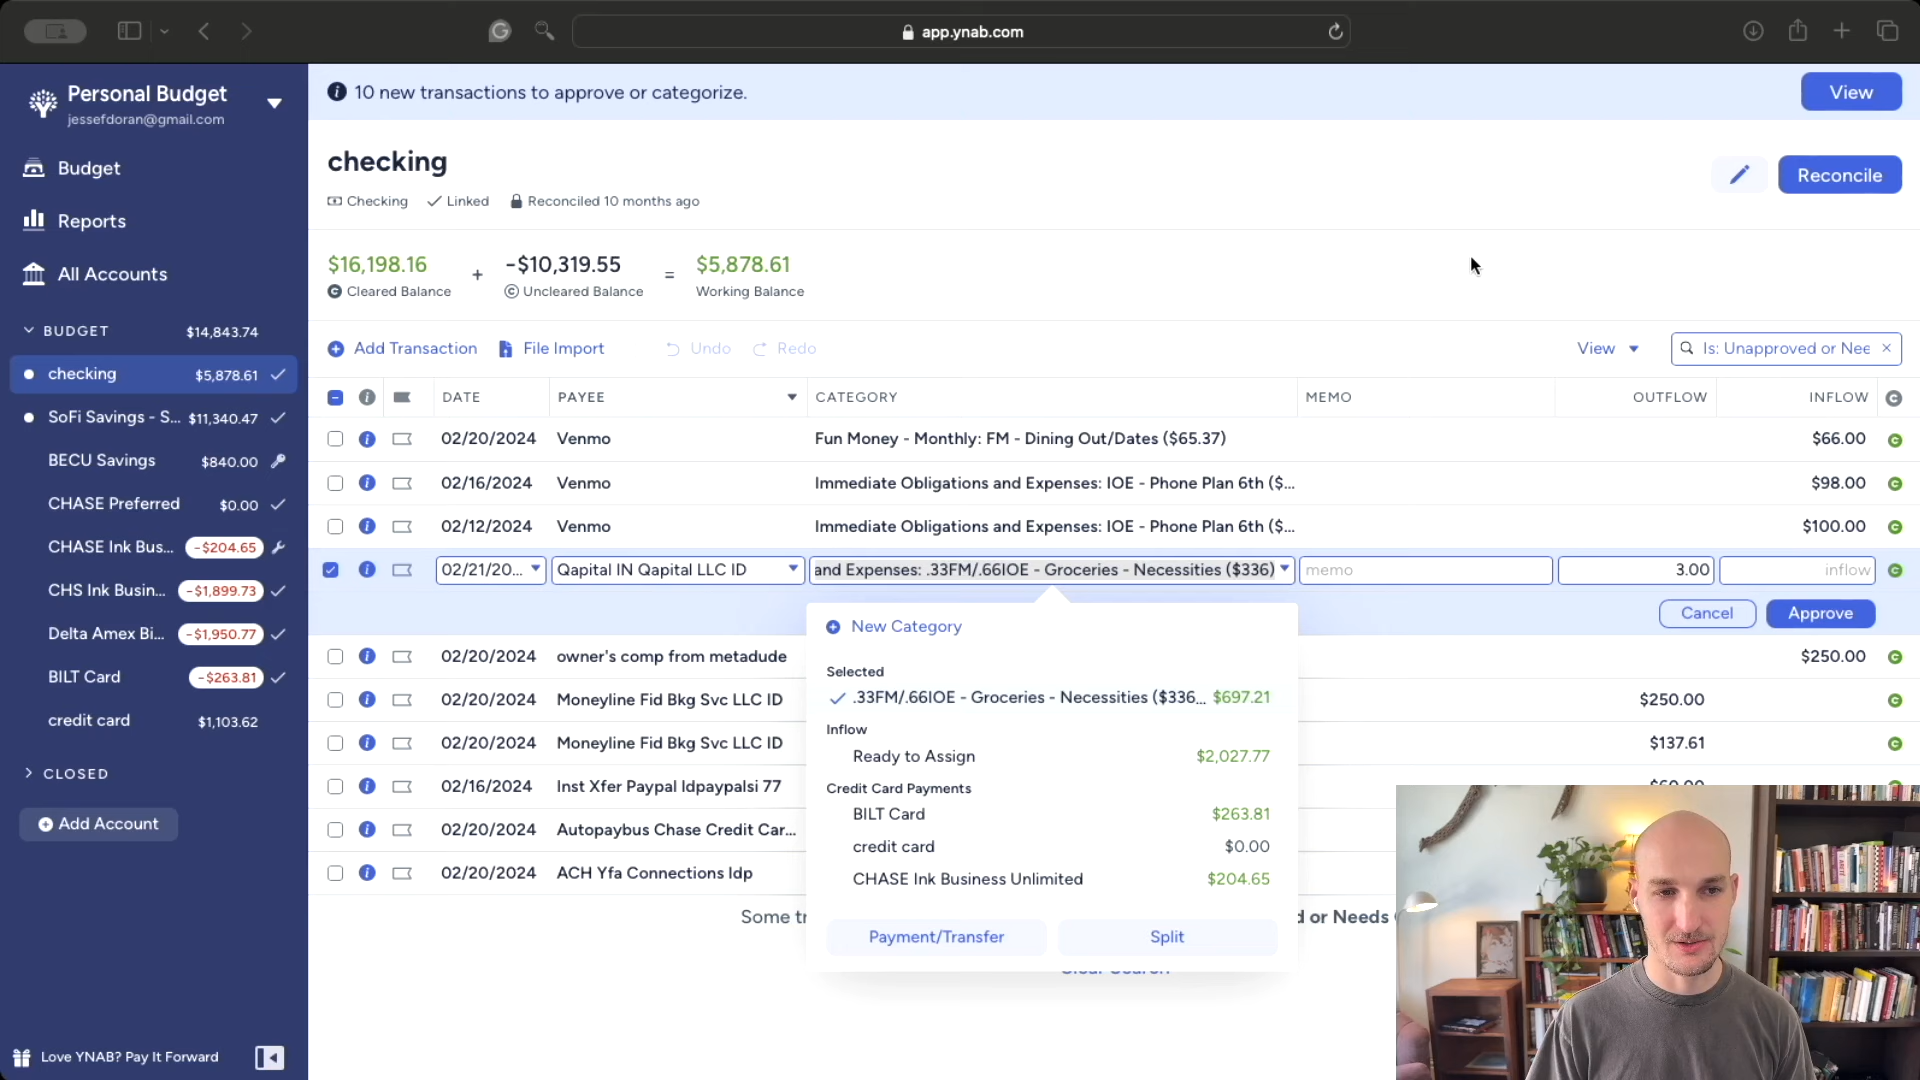 app.ynab.com
Personal Budget
jessefdoran@gmail.com
Budget
Reports
All Accounts
BUDGET $14,843.74
checking $5,878.61
SoFi Savings - S... $11,340.47
BECU Savings $840.00
CHASE Preferred $0.00
CHASE Ink Bus... -$204.65
CHS Ink Busin... -$1,899.73
Delta Amex Bi... -$1,950.77
BILT Card -$263.81
credit card $1,103.62
CLOSED
Add Account
Love YNAB? Pay It Forward
10 new transactions to approve or categorize.
View
checking
Checking Linked Reconciled 10 months ago
Reconcile
$16,198.16 + -$10,319.55 = $5,878.61
Cleared Balance Uncleared Balance Working Balance
Add Transaction File Import Undo Redo View Is: Unapproved or Nee
DATE PAYEE CATEGORY MEMO OUTFLOW INFLOW
02/20/2024 Venmo Fun Money - Monthly: FM - Dining Out/Dates ($65.37) $66.00
02/16/2024 Venmo Immediate Obligations and Expenses: IOE - Phone Plan 6th ($... $98.00
02/12/2024 Venmo Immediate Obligations and Expenses: IOE - Phone Plan 6th ($... $100.00
02/21/20... Qapital IN Qapital LLC ID and Expenses: .33FM/.66IOE - Groceries - Necessities ($336) memo 3.00 inflow
Cancel Approve
02/20/2024 owner's comp from metadude $250.00
02/20/2024 Moneyline Fid Bkg Svc LLC ID $250.00
02/20/2024 Moneyline Fid Bkg Svc LLC ID $137.61
02/16/2024 Inst Xfer Paypal Idpaypalsi 77
02/20/2024 Autopaybus Chase Credit Car...
02/20/2024 ACH Yfa Connections Idp
New Category
Selected
.33FM/.66IOE - Groceries - Necessities ($336... $697.21
Inflow
Ready to Assign $2,027.77
Credit Card Payments
BILT Card $263.81
credit card $0.00
CHASE Ink Business Unlimited $204.65
Payment/Transfer Split
Some or Needs
Clear Search